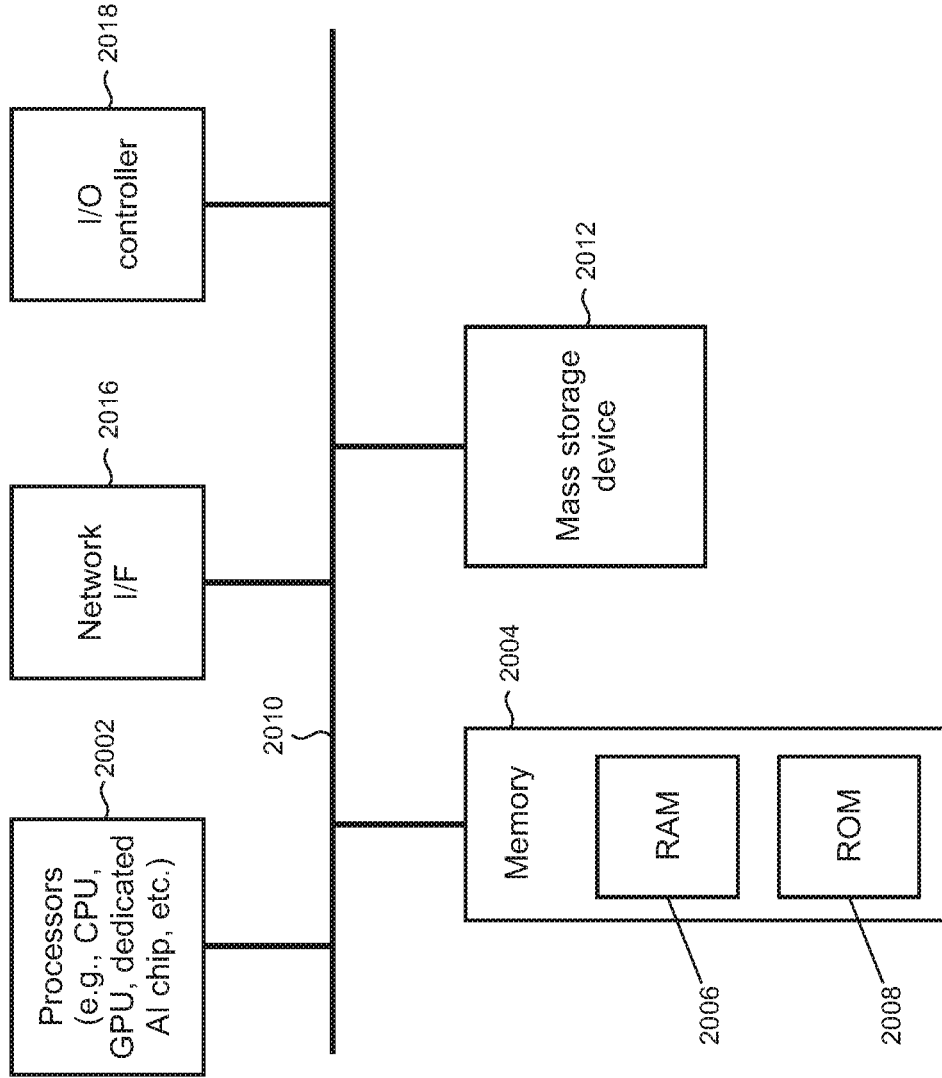 Processors
(e.g., CPU,
GPU, dedicated
AI chip, etc.)
2002
Network
I/F
2016
I/O
controller
2018
2010
Memory
2004
RAM
2006
ROM
2008
Mass storage
device
2012